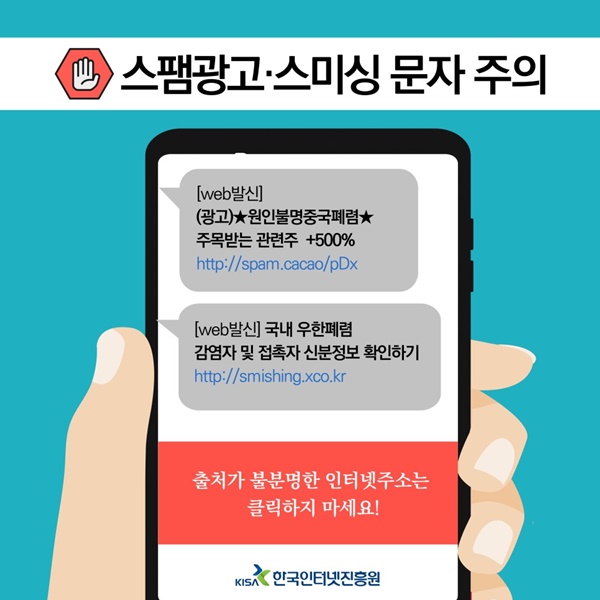 스팸광고·스미싱 문자 주의
[web발신]
(광고)★원인불명중국폐렴★
주목받는 관련주 +500%
http://spam.cacao/pDx
[web발신] 국내 우한폐렴
감염자 및 접촉자 신분정보 확인하기
http://smishing.xco.kr
출처가 불분명한 인터넷주소는
클릭하지 마세요!
KISA 한국인터넷진흥원